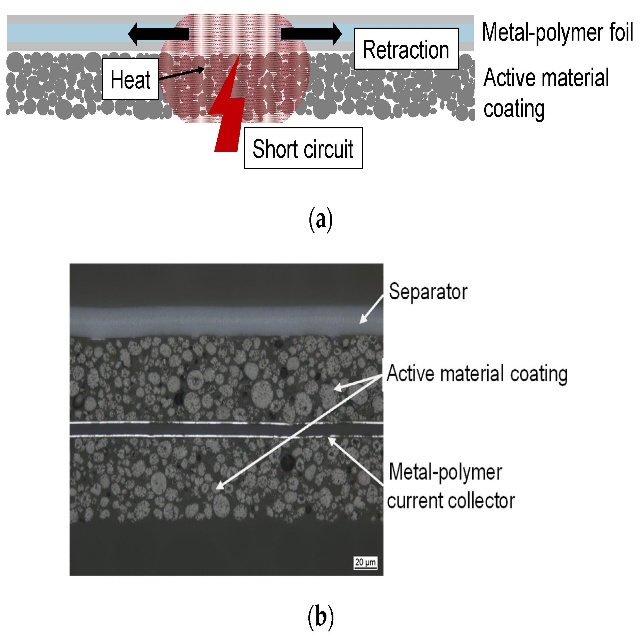 Metal-polymer foil
Retraction
Heat
Active material
coating
Short circuit
(a)
Separator
Active material coating
Metal-polymer
current collector
20 µm
(b)